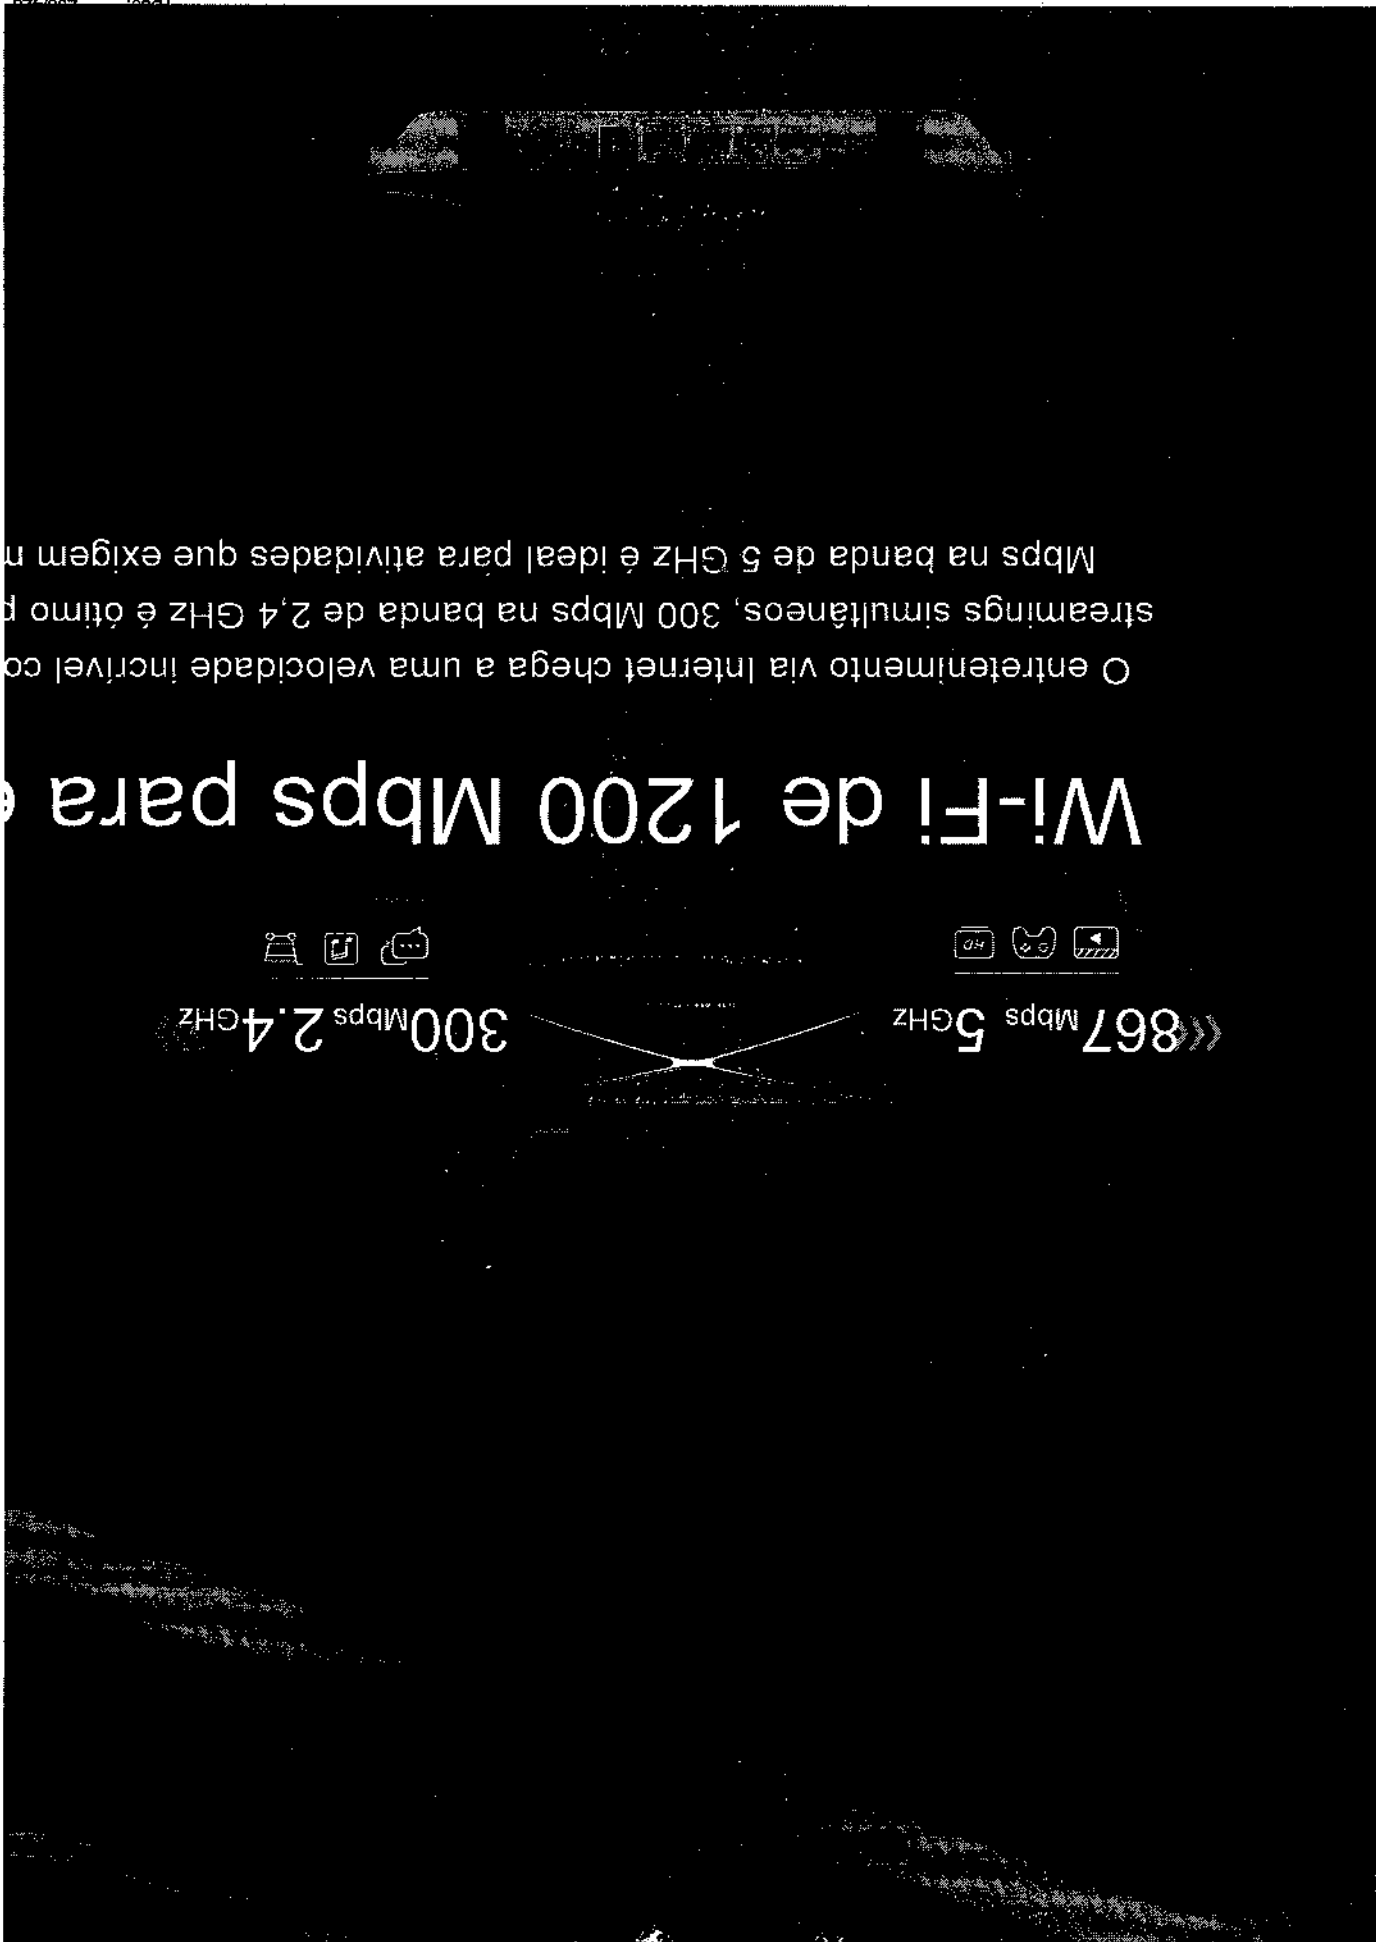 867Mbps 5GHz 300Mbps 2.4GHz
HD
Wi-Fi de 1200 Mbps para
O entretenimento via Internet chega a uma velocidade incrível co
streamings simultâneos, 300 Mbps na banda de 2,4 GHz é ótimo p
Mbps na banda de 5 GHz é ideal para atividades que exigem